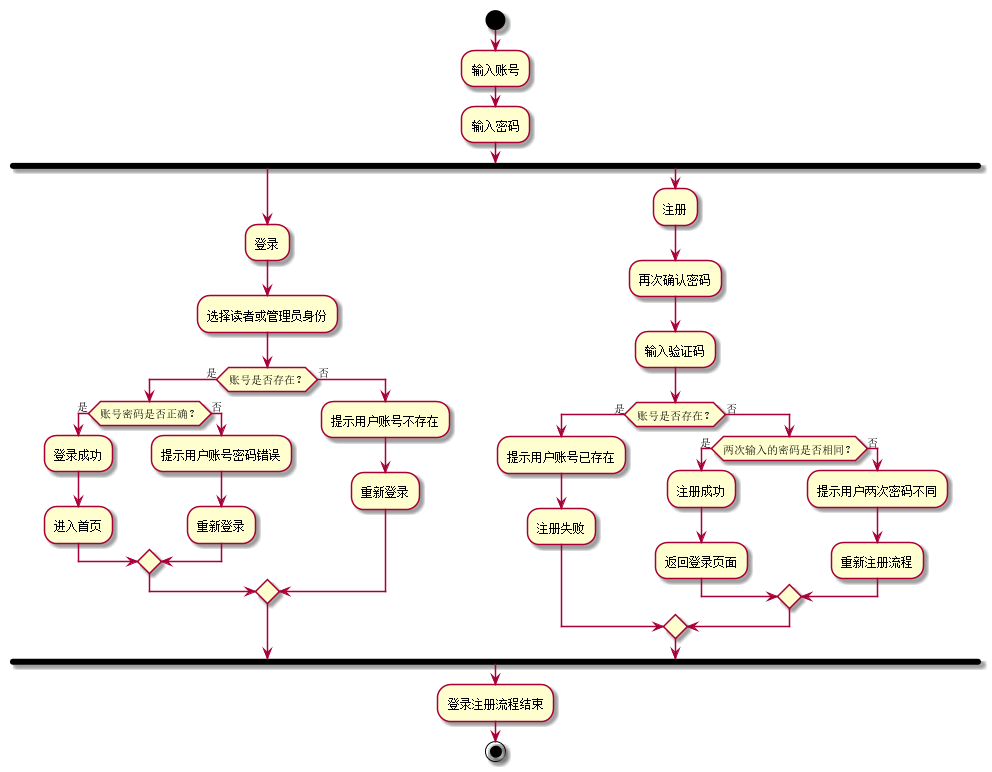 输入账号
输入密码
登录
选择读者或管理员身份
账号是否存在？
是
否
账号密码是否正确？
是
否
登录成功
进入首页
提示用户账号密码错误
重新登录
提示用户账号不存在
重新登录
注册
再次确认密码
输入验证码
账号是否存在？
是
否
提示用户账号已存在
注册失败
两次输入的密码是否相同？
是
否
注册成功
返回登录页面
提示用户两次密码不同
重新注册流程
登录注册流程结束